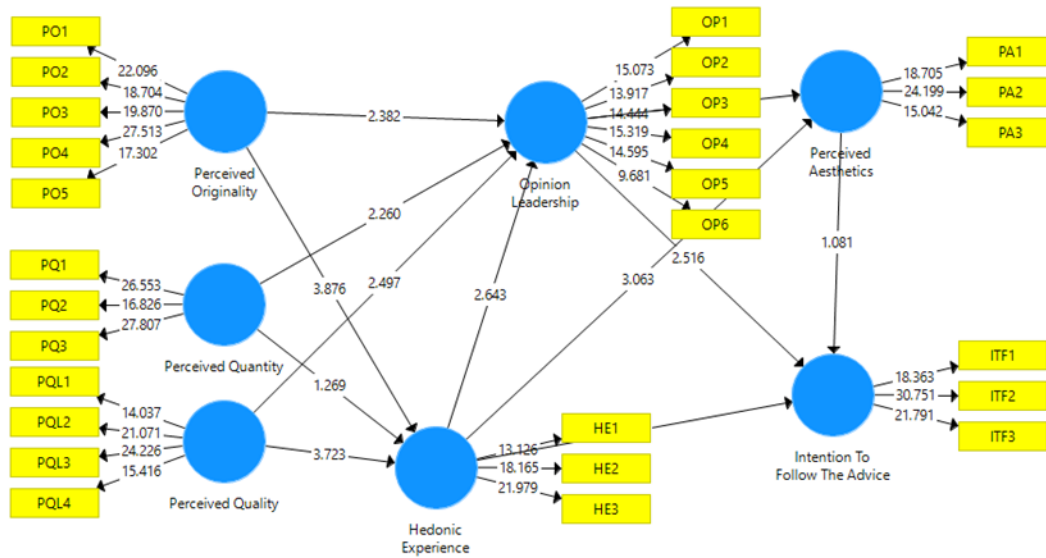 PO1
PO2
PO3
PO4
PO5
22.096
18.704
19.870
27.513
17.302
Perceived
Originality
2.382
3.876
PQ1
PQ2
PQ3
26.553
16.826
27.807
Perceived Quantity
2.260
1.269
PQL1
PQL2
PQL3
PQL4
14.037
21.071
24.226
15.416
Perceived Quality
2.497
3.723
Opinion
Leadership
15.073
13.917
14.444
15.319
14.595
9.681
OP1
OP2
OP3
OP4
OP5
OP6
2.643
3.063
2.516
Hedonic
Experience
13.126
18.165
21.979
HE1
HE2
HE3
Perceived
Aesthetics
18.705
24.199
15.042
PA1
PA2
PA3
1.081
Intention To
Follow The Advice
18.363
30.751
21.791
ITF1
ITF2
ITF3